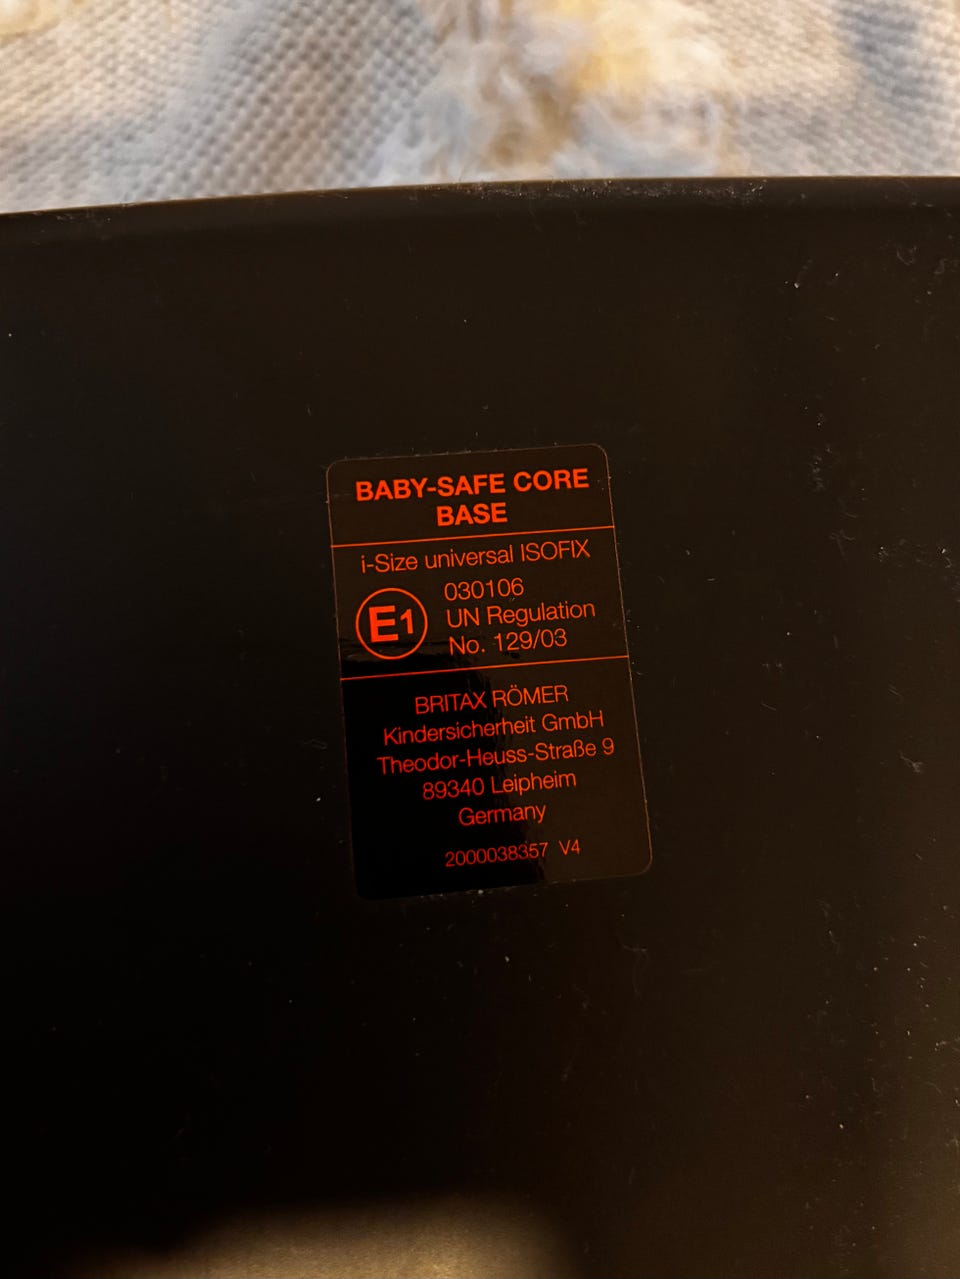 BABY-SAFE CORE
BASE
i-Size universal ISOFIX
E1
030106
UN Regulation
No. 129/03
BRITAX RÖMER
Kindersicherheit GmbH
Theodor-Heuss-Straße 9
89340 Leipheim
Germany
2000038357 V4